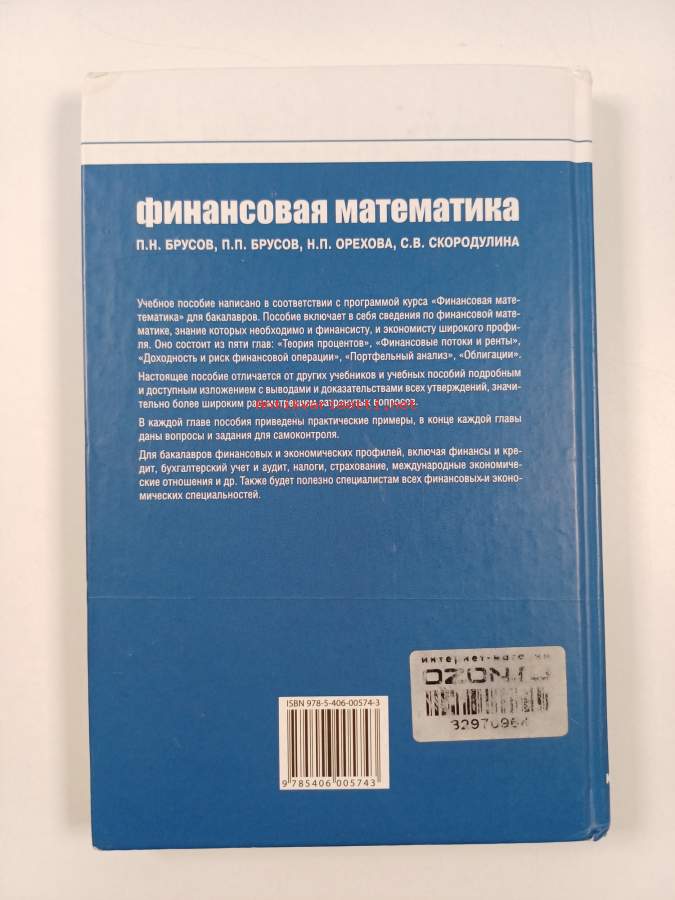 финансовая математика
П.Н. БРУСОВ, П.П. БРУСОВ, Н.П. ОРЕХОВА, С.В. СКОРОДУЛИНА
Учебное пособие написано в соответствии с программой курса «Финансовая мате-
тематика» для бакалавров. Пособие включает в себя сведения по финансовой мате-
матике, знание которых необходимо и финансисту, и экономисту широкого профи-
ля. Оно состоит из пяти глав: «Теория процентов», «Финансовые потоки и ренты»,
«Доходность и риск финансовой операции», «Портфельный анализ», «Облигации».
Настоящее пособие отличается от других учебников и учебных пособий подробным
и доступным изложением с выводами и доказательствами всех утверждений, значи-
тельно более широким рассмотрением затронутых вопросов.
В каждой главе пособия приведены практические примеры, в конце каждой главы
даны вопросы и задания для самоконтроля.
Для бакалавров финансовых и экономических профилей, включая финансы и кре-
дит, бухгалтерский учет и аудит, налоги, страхование, международные экономиче-
ские отношения и др. Также будет полезно специалистам всех финансовых и эконо-
мических специальностей.
интернет-магазин
OZON.RU
32970964
ISBN 978-5-406-00574-3
9 785406 005743